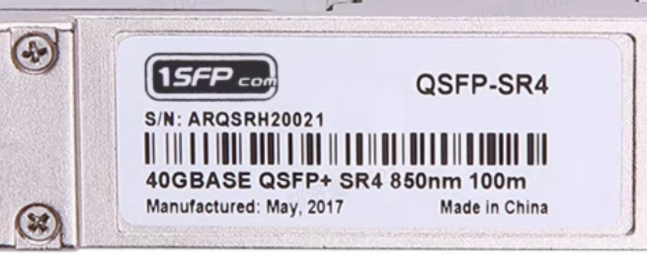 1SFP.com
QSFP-SR4
S/N: ARQSRH20021
40GBASE QSFP+ SR4 850nm 100m
Manufactured: May, 2017 Made in China